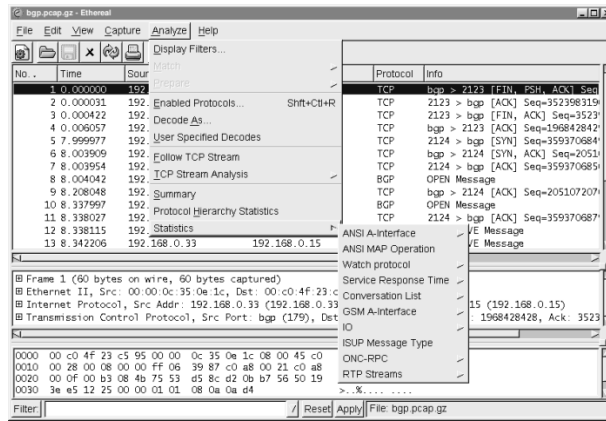 bgp.pcap.gz - Ethereal
File Edit View Capture Analyze Help
Display Filters...
Match
Prepare
Enabled Protocols... Shft+Ctl+R
Decode As...
User Specified Decodes
Follow TCP Stream
TCP Stream Analysis
Summary
Protocol Hierarchy Statistics
Statistics
ANSI A-Interface
ANSI MAP Operation
Watch protocol
Service Response Time
Conversation List
GSM A-Interface
IO
ISUP Message Type
ONC-RPC
RTP Streams
No. . Time Sour Protocol Info
1 0.000000 192. TCP bgp > 2123 [FIN, PSH, ACK] Seq
2 0.000031 192. TCP 2123 > bgp [ACK] Seq=352398319
3 0.000422 192. TCP 2123 > bgp [FIN, ACK] Seq=3523
4 0.006057 192. TCP bgp > 2123 [ACK] Seq=196842842
5 7.999977 192. TCP 2124 > bgp [SYN] Seq=359370684
6 8.003909 192. TCP bgp > 2124 [SYN, ACK] Seq=2051
7 8.003954 192. TCP 2124 > bgp [ACK] Seq=359370685
8 8.004042 192. BGP OPEN Message
9 8.208048 192. TCP bgp > 2124 [ACK] Seq=205107207
10 8.337997 192. BGP OPEN Message
11 8.338027 192. TCP 2124 > bgp [ACK] Seq=359370687
12 8.338115 192. VE Message
13 8.342206 192.168.0.33 192.168.0.15 VE Message
Frame 1 (60 bytes on wire, 60 bytes captured)
Ethernet II, Src: 00:00:0c:35:0e:1c, Dst: 00:c0:4f:23:c
Internet Protocol, Src Addr: 192.168.0.33 (192.168.0.33 15 (192.168.0.15)
Transmission Control Protocol, Src Port: bgp (179), Dst : 1968428428, Ack: 3523
0000 00 c0 4f 23 c5 95 00 00 0c 35 0e 1c 08 00 45 c0
0010 00 28 00 08 00 00 ff 06 39 87 c0 a8 00 21 c0 a8
0020 00 0f 00 b3 08 4b 75 53 d5 8c d2 0b b7 56 50 19
0030 3e e5 12 25 00 00 01 01 08 0a 0a d4 >..%.... ....
Filter: / Reset Apply File: bgp.pcap.gz